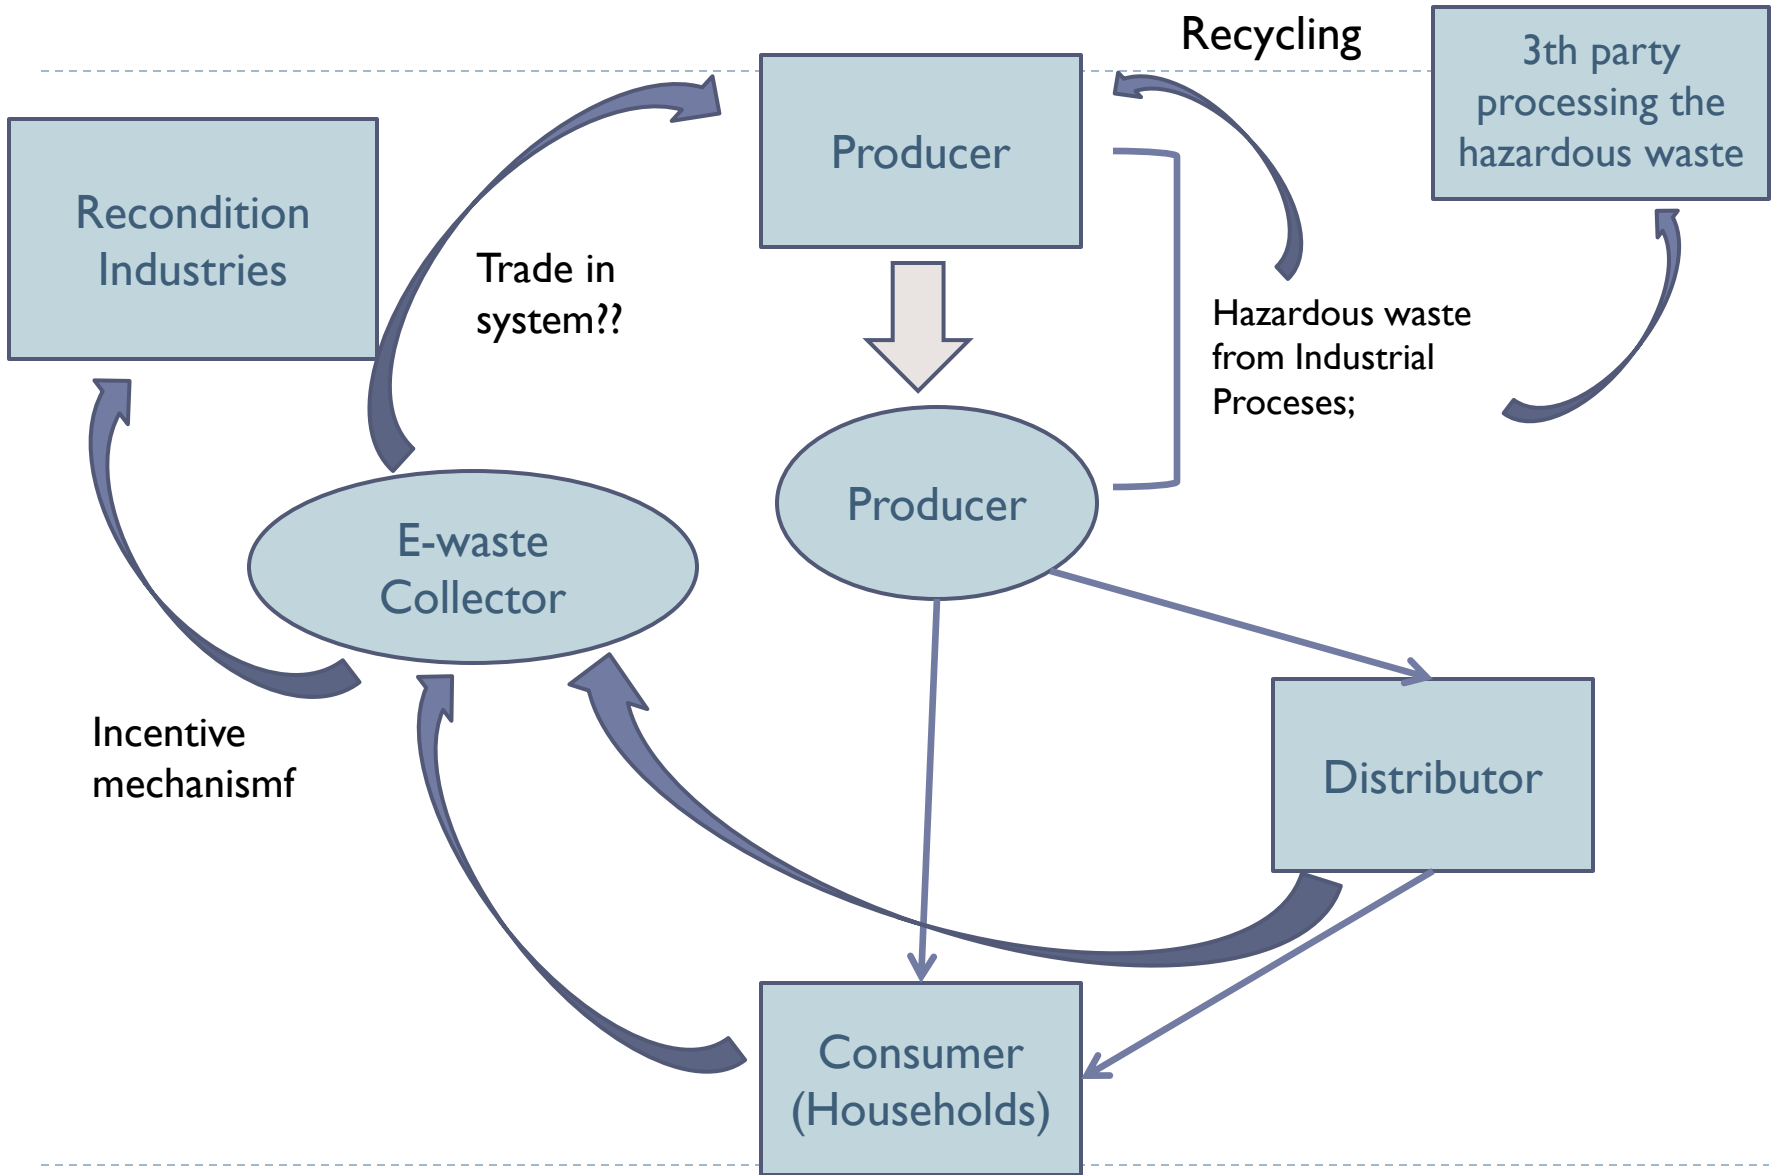 Recycling
3th party
processing the
hazardous waste
Producer
Recondition
Industries
Trade in
system??
Hazardous waste
from Industrial
Proceses;
Producer
E-waste
Collector
Incentive
mechanismf
Distributor
Consumer
(Households)